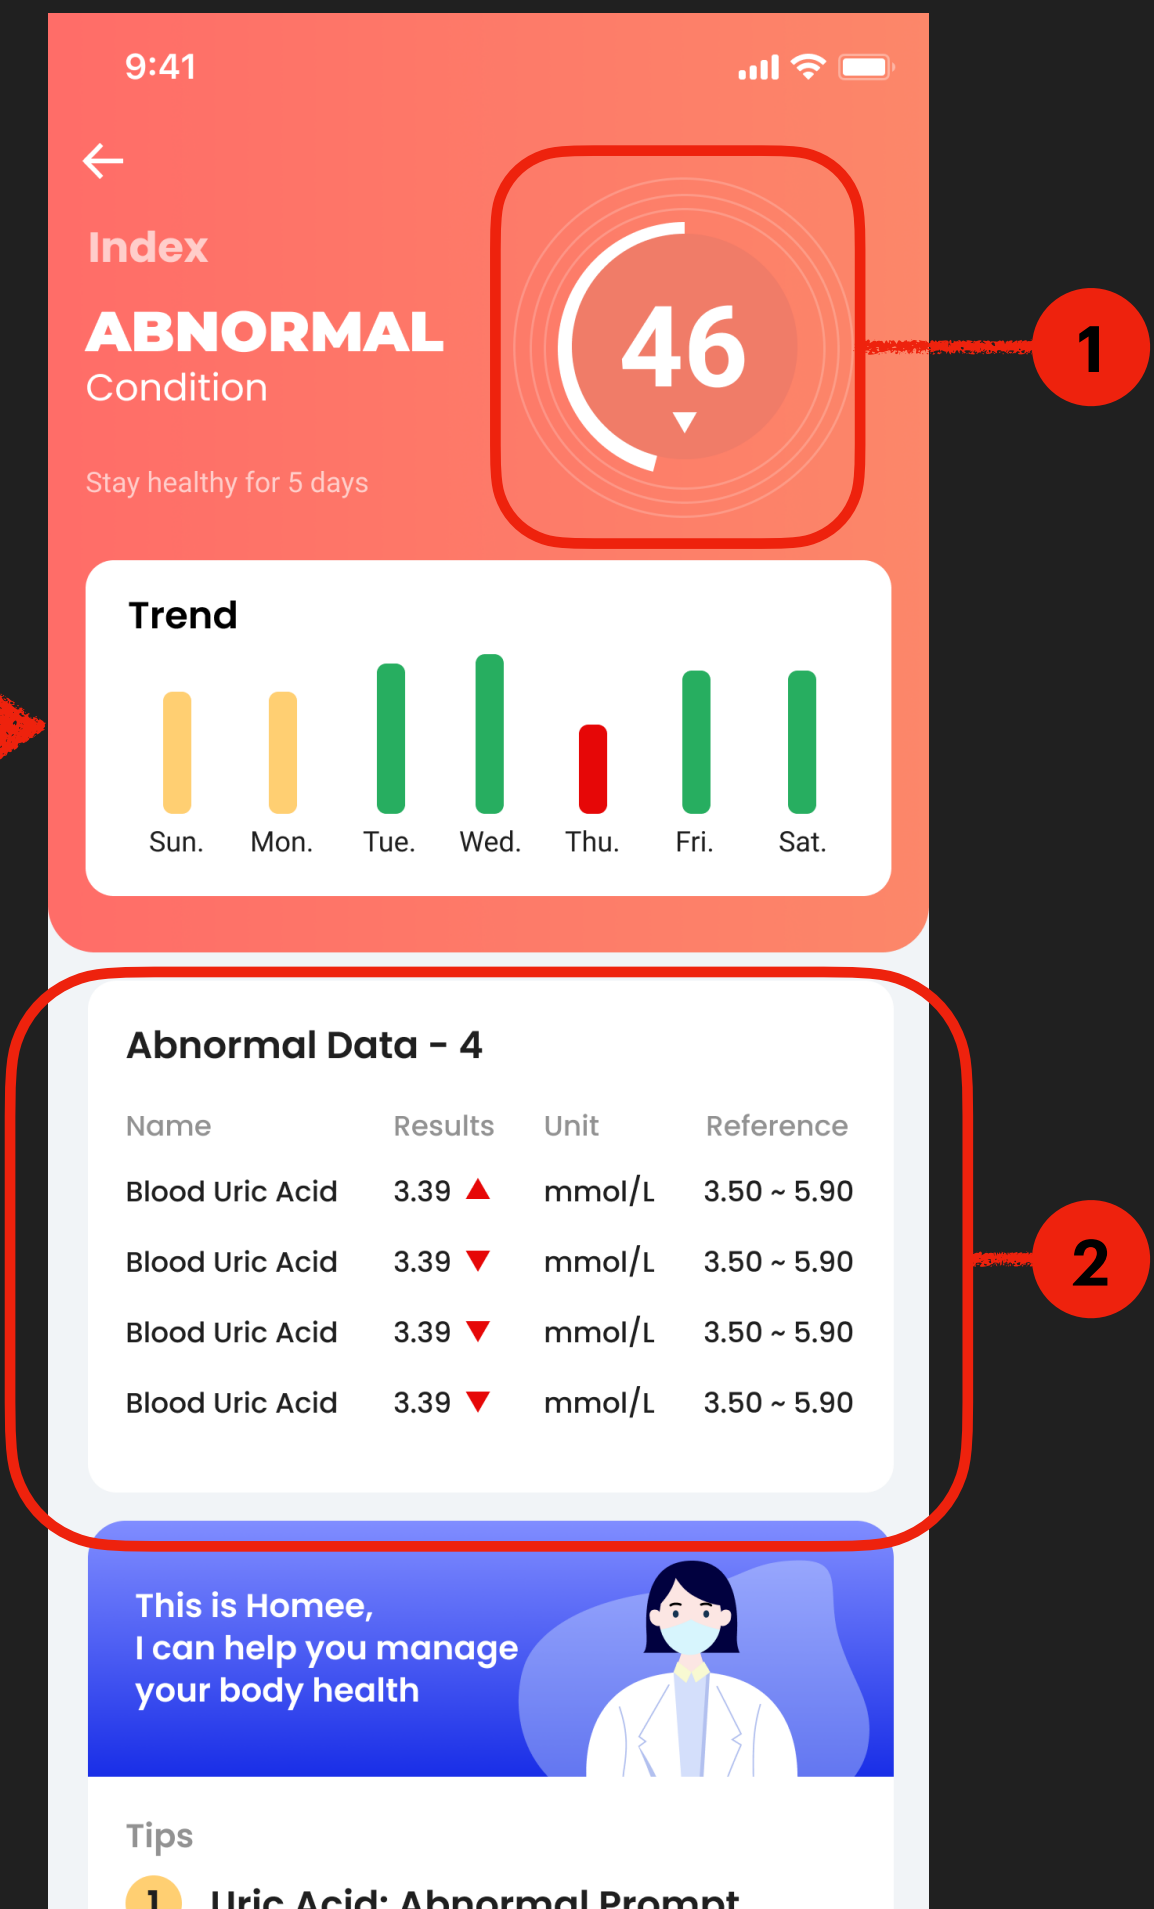 9:41
Index
ABNORMAL
Condition
Stay healthy for 5 days
46
1
Trend
Sun. Mon. Tue. Wed. Thu. Fri. Sat.
Abnormal Data - 4
Name Results Unit Reference
Blood Uric Acid 3.39 ▲ mmol/L 3.50 ~ 5.90
Blood Uric Acid 3.39 ▼ mmol/L 3.50 ~ 5.90
2
Blood Uric Acid 3.39 ▼ mmol/L 3.50 ~ 5.90
Blood Uric Acid 3.39 ▼ mmol/L 3.50 ~ 5.90
This is Homee,
I can help you manage
your body health
Tips
1 Uric Acid: Abnormal Prompt